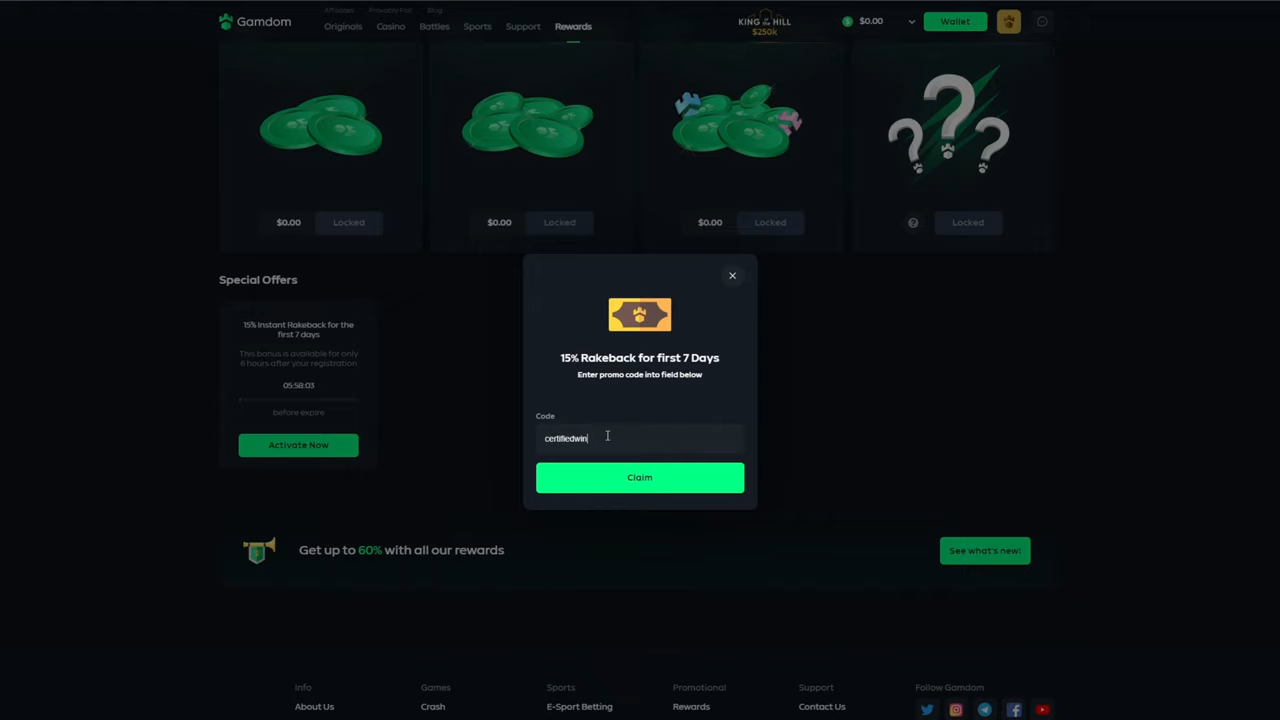 Affiliates Provably Fair Blog
Gamdom
Originals Casino Battles Sports Support Rewards
KING OF THE HILL
$250k
$0.00
Wallet
$0.00 Locked
$0.00 Locked
$0.00 Locked
Locked
Special Offers
15% Instant Rakeback for the
first 7 days
This bonus is available for only
6 hours after your registration
05:58:03
before expire
Activate Now
15% Rakeback for first 7 Days
Enter promo code into field below
Code
certifiedwin
Claim
Get up to 60% with all our rewards
See what's new!
Info Games Sports Promotional Support Follow Gamdom
About Us Crash E-Sport Betting Rewards Contact Us